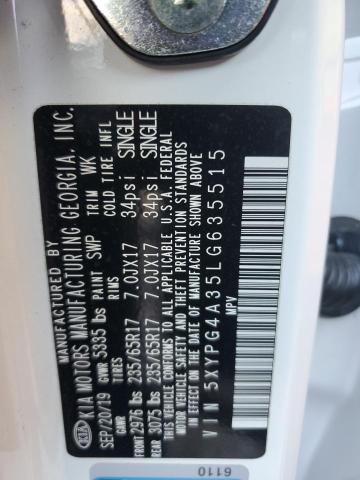 MANUFACTURED BY
KIA KIA MOTORS MANUFACTURING GEORGIA, INC.
SEP/20/19 GVWR 5335 lbs PAINT SWP TRIM WK
GAWR TIRES RIMS COLD TIRE INFL
FRONT 2976 lbs 235/65R17 7.0JX17 34psi SINGLE
REAR 3075 lbs 235/65R17 7.0JX17 34psi SINGLE
THIS VEHICLE CONFORMS TO ALL APPLICABLE U.S.A. FEDERAL
MOTOR VEHICLE SAFETY AND THEFT PREVENTION STANDARDS
IN EFFECT ON THE DATE OF MANUFACTURE SHOWN ABOVE
VIN 5XYPG4A35LG635515
MPV
6110